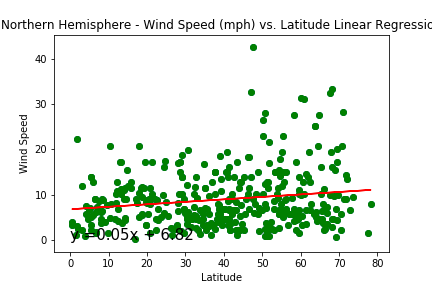 Northern Hemisphere - Wind Speed (mph) vs. Latitude Linear Regressio
Wind Speed
40
30
20
10
0
y =0.05x + 6.82
0 10 20 30 40 50 60 70 80
Latitude